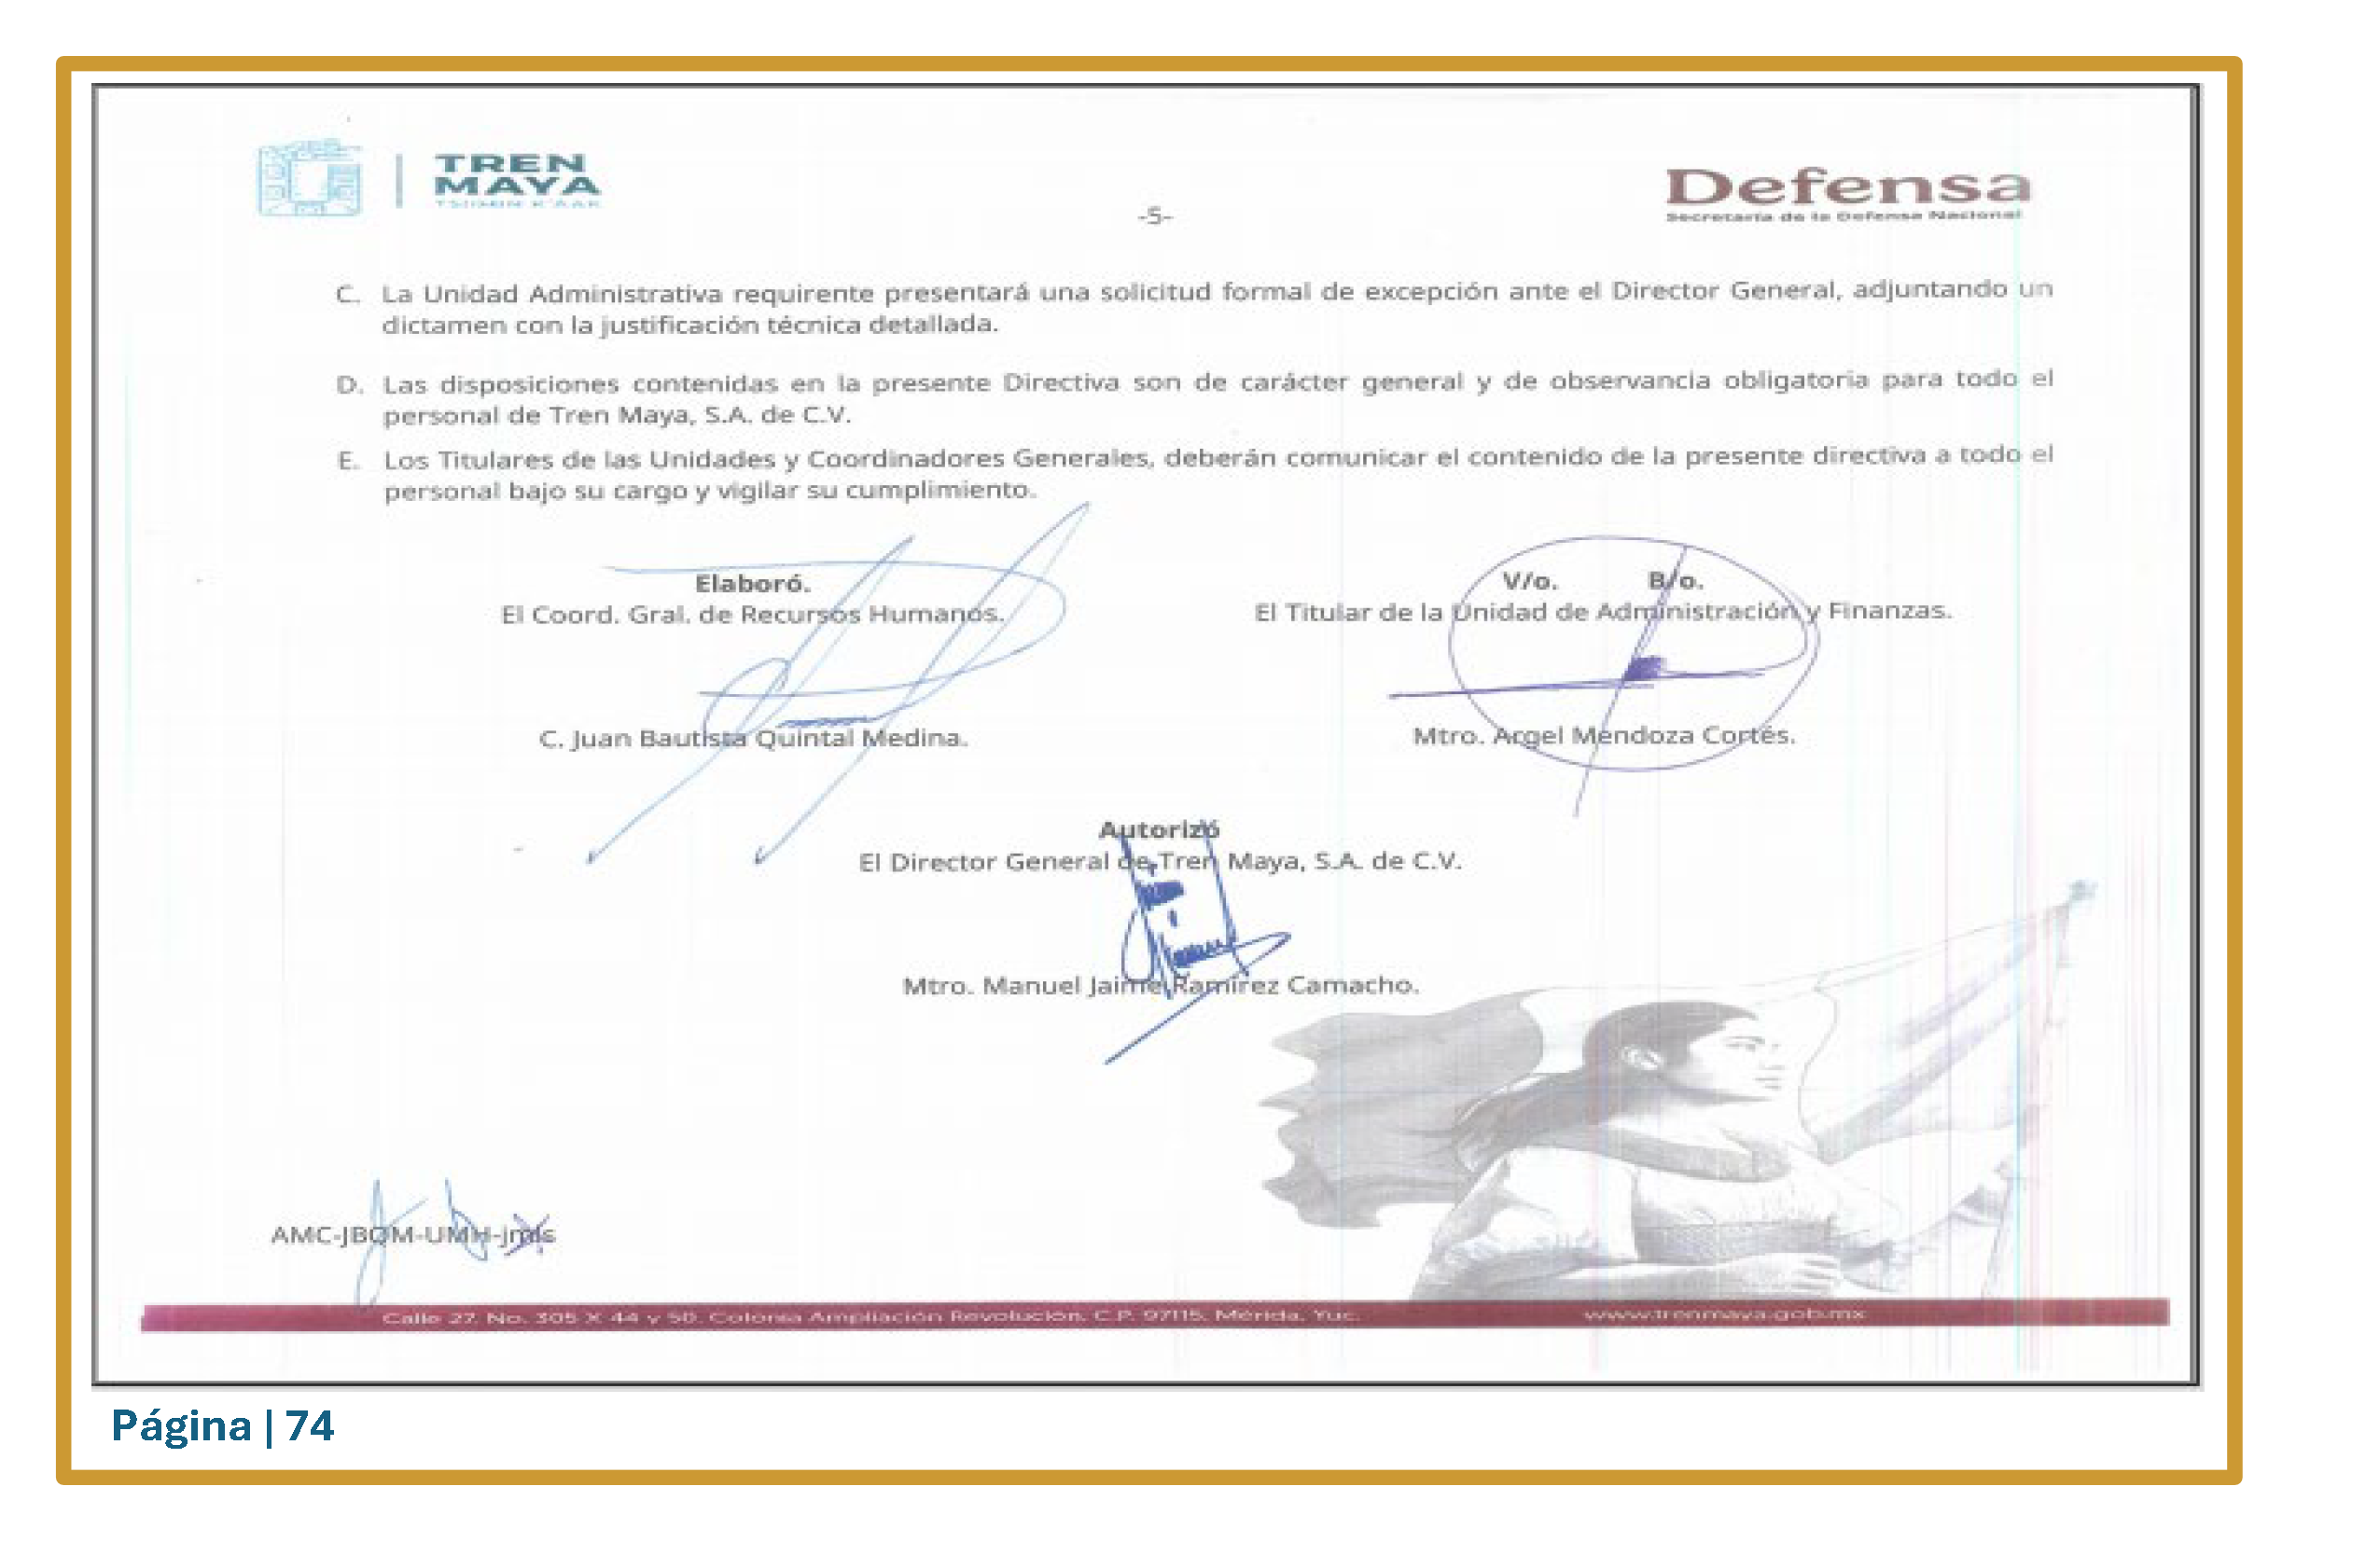 TREN
MAYA
TSIIMIN K'ÁAK
Defensa
Secretaría de la Defensa Nacional
-5-
C. La Unidad Administrativa requirente presentará una solicitud formal de excepción ante el Director General, adjuntando un
dictamen con la justificación técnica detallada.
D. Las disposiciones contenidas en la presente Directiva son de carácter general y de observancia obligatoria para todo el
personal de Tren Maya, S.A. de C.V.
E. Los Titulares de las Unidades y Coordinadores Generales, deberán comunicar el contenido de la presente directiva a todo el
personal bajo su cargo y vigilar su cumplimiento.
Elaboró.
El Coord. Gral. de Recursos Humanos.
C. Juan Bautista Quintal Medina.
V/o. B/o.
El Titular de la Unidad de Administración y Finanzas.
Mtro. Mendoza Cortés.
Autorizó
El Director General de Tren Maya, S.A. de C.V.
Mtro. Manuel Jaime Ramírez Camacho.
AMC-JBQM-UMH-jmls
Calle 27, No. 305 X 44 y 50. Colonia Ampliación Revolución, C.P. 97115, Mérida, Yuc.
www.trenmaya.gob.mx
Página | 74